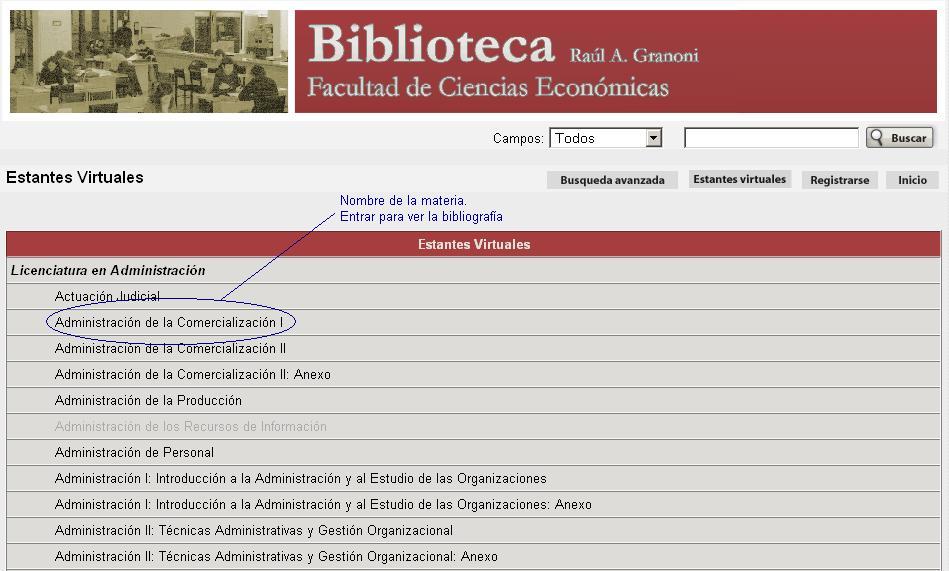 Biblioteca Raúl A. Granoni
Facultad de Ciencias Económicas
Campos: Todos Buscar
Estantes Virtuales
Busqueda avanzada Estantes virtuales Registrarse Inicio
Nombre de la materia.
Entrar para ver la bibliografía
Estantes Virtuales
Licenciatura en Administración
Actuación Judicial
Administración de la Comercialización I
Administración de la Comercialización II
Administración de la Comercialización II: Anexo
Administración de la Producción
Administración de los Recursos de Información
Administración de Personal
Administración I: Introducción a la Administración y al Estudio de las Organizaciones
Administración I: Introducción a la Administración y al Estudio de las Organizaciones: Anexo
Administración II: Técnicas Administrativas y Gestión Organizacional
Administración II: Técnicas Administrativas y Gestión Organizacional: Anexo